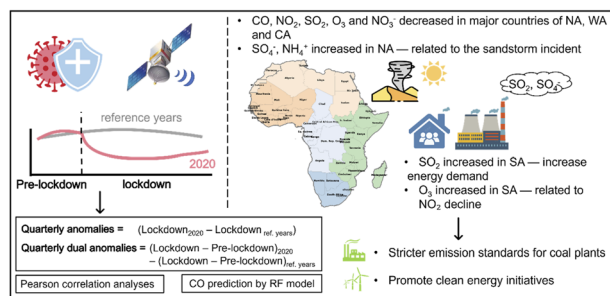 • CO, NO₂, SO₂, O₃ and NO₃⁻ decreased in major countries of NA, WA
and CA
• SO₄⁻, NH₄⁺ increased in NA — related to the sandstorm incident
reference years
2020
Pre-lockdown
lockdown
Quarterly anomalies = (Lockdown₂₀₂₀ – Lockdown ref. years)
Quarterly dual anomalies = (Lockdown – Pre-lockdown)₂₀₂₀
– (Lockdown – Pre-lockdown)ref. years
Pearson correlation analyses
CO prediction by RF model
SO₂, SO₄⁻
• SO₂ increased in SA — increase
energy demand
• O₃ increased in SA — related to
NO₂ decline
• Stricter emission standards for coal plants
• Promote clean energy initiatives